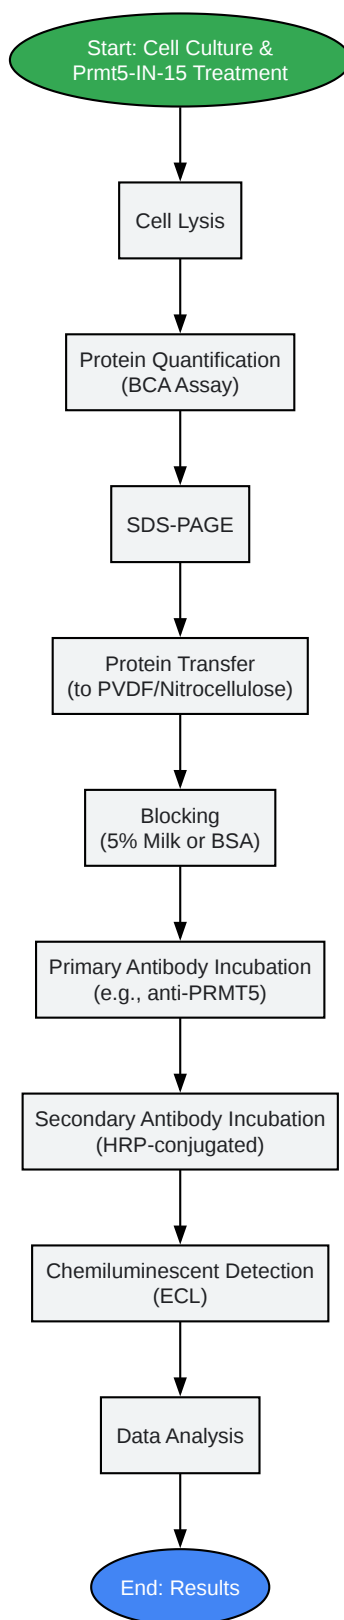 Start: Cell Culture &
Prmt5-IN-15 Treatment
Cell Lysis
Protein Quantification
(BCA Assay)
SDS-PAGE
Protein Transfer
(to PVDF/Nitrocellulose)
Blocking
(5% Milk or BSA)
Primary Antibody Incubation
(e.g., anti-PRMT5)
Secondary Antibody Incubation
(HRP-conjugated)
Chemiluminescent Detection
(ECL)
Data Analysis
End: Results